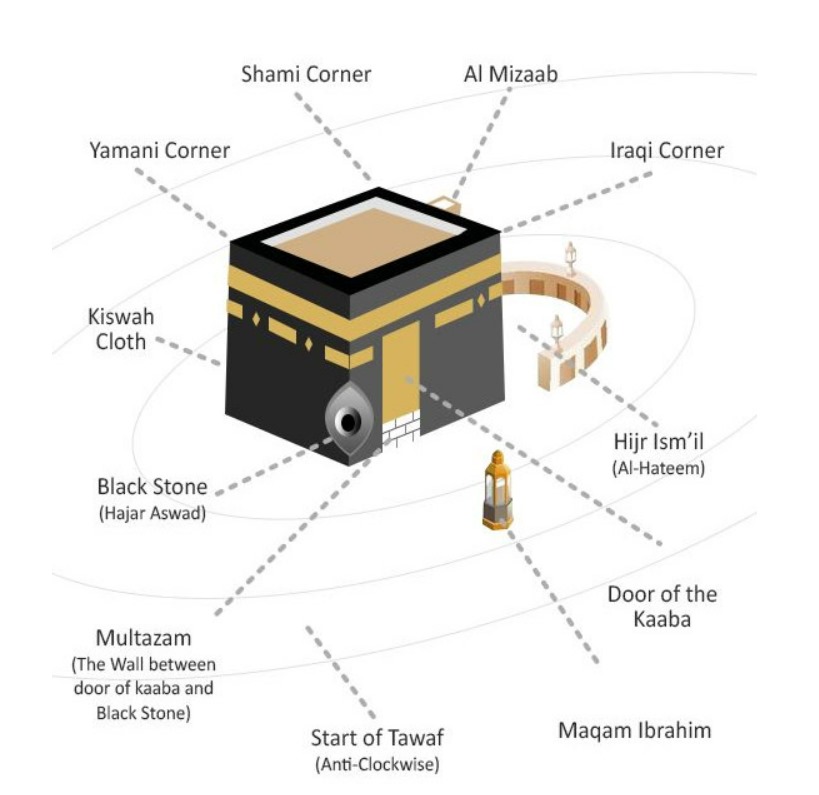 Shami Corner
Al Mizaab
Yamani Corner
Iraqi Corner
Kiswah
Cloth
Hijr Ism’il
(Al-Hateem)
Black Stone
(Hajar Aswad)
Door of the
Kaaba
Multazam
(The Wall between
door of kaaba and
Black Stone)
Maqam Ibrahim
Start of Tawaf
(Anti-Clockwise)